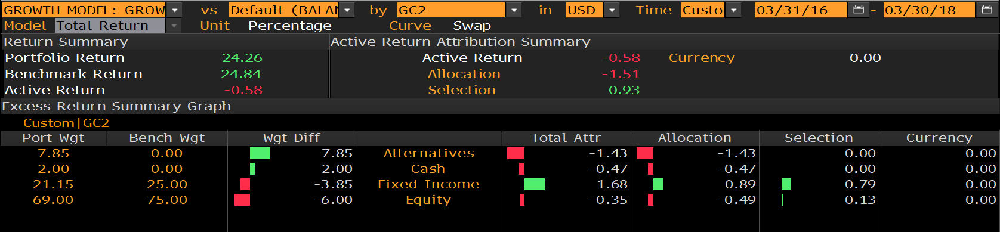 GROWTH MODEL: GROW vs Default (BALAN by GC2 in USD Time Custo 03/31/16 - 03/30/18
Model Total Return Unit Percentage Curve Swap
Return Summary Active Return Attribution Summary
Portfolio Return 24.26 Active Return -0.58 Currency 0.00
Benchmark Return 24.84 Allocation -1.51
Active Return -0.58 Selection 0.93
Excess Return Summary Graph
Custom|GC2
Port Wgt Bench Wgt Wgt Diff Total Attr Allocation Selection Currency
7.85 0.00 7.85 Alternatives -1.43 -1.43 0.00 0.00
2.00 0.00 2.00 Cash -0.47 -0.47 0.00 0.00
21.15 25.00 -3.85 Fixed Income 1.68 0.89 0.79 0.00
69.00 75.00 -6.00 Equity -0.35 -0.49 0.13 0.00